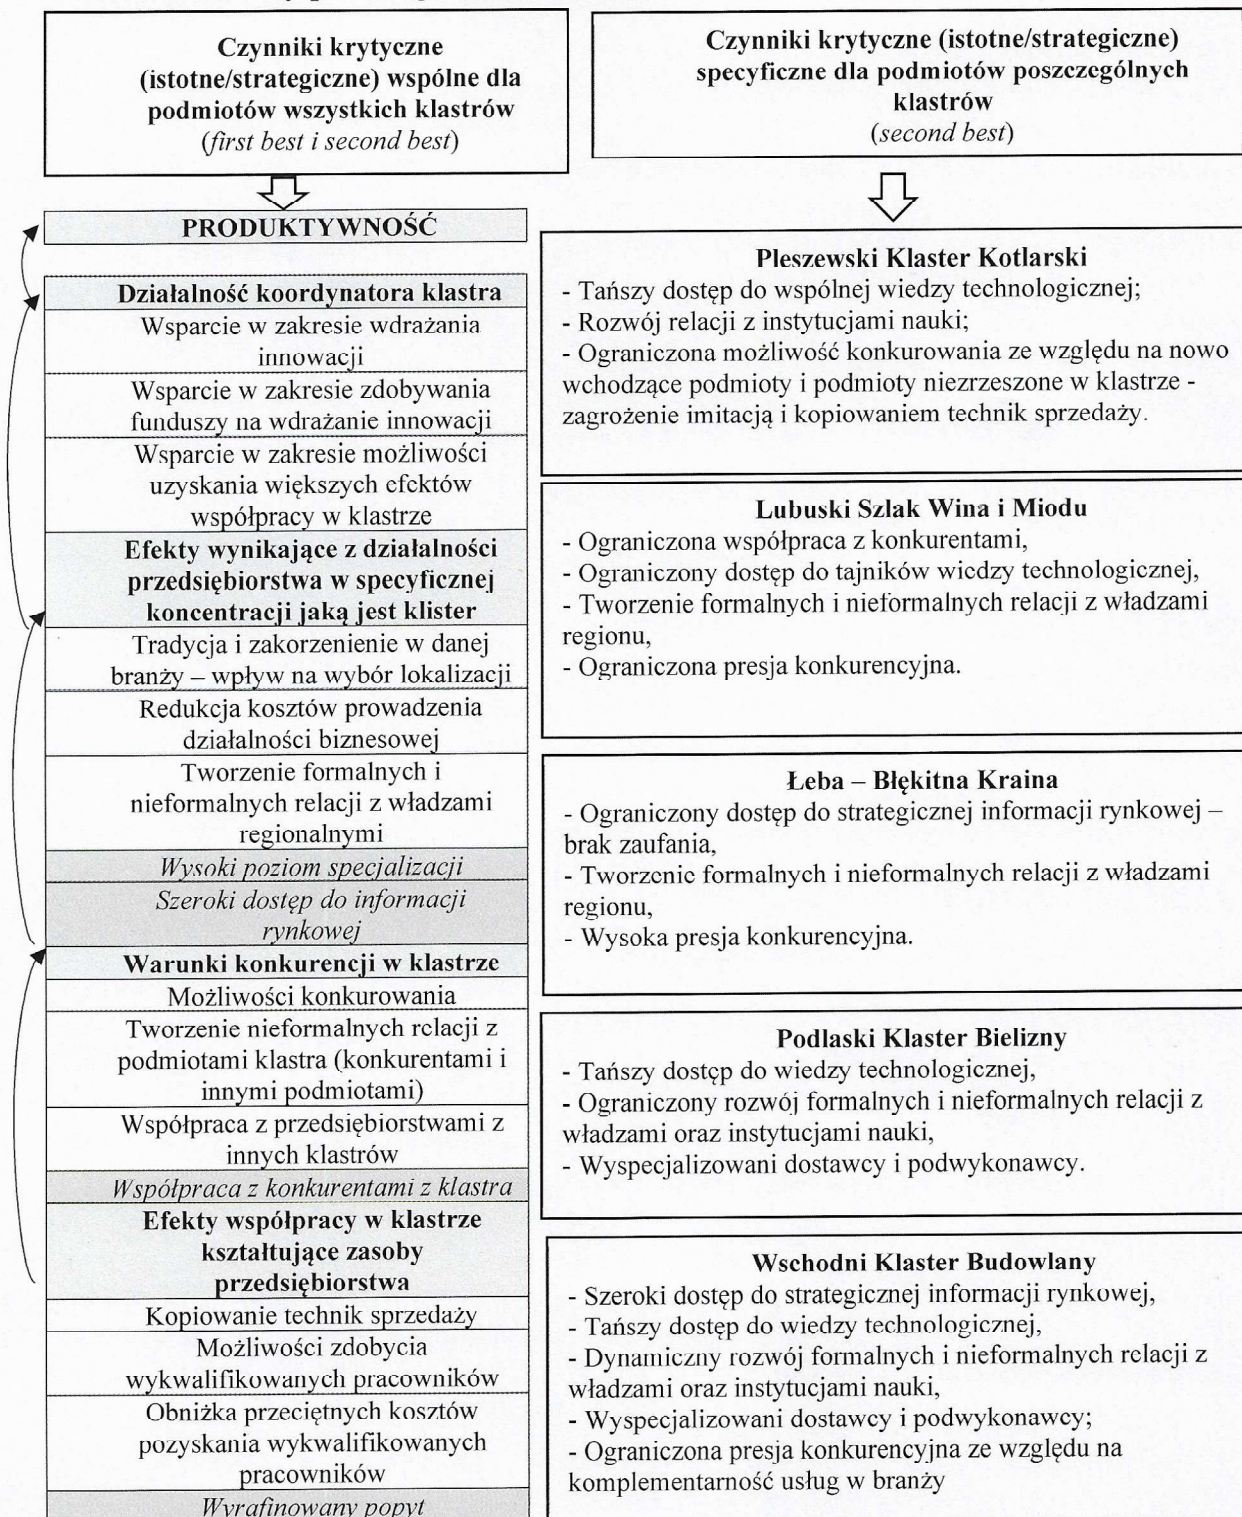 Czynniki krytyczne
(istotne/strategiczne) wspólne dla
podmiotów wszystkich klastrów
(first best i second best)
PRODUKTYWNOŚĆ
Działalność koordynatora klastra
Wsparcie w zakresie wdrażania
innowacji
Wsparcie w zakresie zdobywania
funduszy na wdrażanie innowacji
Wsparcie w zakresie możliwości
uzyskania większych efektów
współpracy w klastrze
Efekty wynikające z działalności
przedsiębiorstwa w specyficznej
koncentracji jaką jest klister
Tradycja i zakorzenienie w danej
branży – wpływ na wybór lokalizacji
Redukcja kosztów prowadzenia
działalności biznesowej
Tworzenie formalnych i
nieformalnych relacji z władzami
regionalnymi
Wysoki poziom specjalizacji
Szeroki dostęp do informacji
rynkowej
Warunki konkurencji w klastrze
Możliwości konkurowania
Tworzenie nieformalnych relacji z
podmiotami klastra (konkurentami i
innymi podmiotami)
Współpraca z przedsiębiorstwami z
innych klastrów
Współpraca z konkurentami z klastra
Efekty współpracy w klastrze
kształtujące zasoby
przedsiębiorstwa
Kopiowanie technik sprzedaży
Możliwości zdobycia
wykwalifikowanych pracowników
Obniżka przeciętnych kosztów
pozyskania wykwalifikowanych
pracowników
Wyrafinowany popyt
Czynniki krytyczne (istotne/strategiczne)
specyficzne dla podmiotów poszczególnych
klastrów
(second best)
Pleszewski Klaster Kotlarski
- Tańszy dostęp do wspólnej wiedzy technologicznej;
- Rozwój relacji z instytucjami nauki;
- Ograniczona możliwość konkurowania ze względu na nowo
wchodzące podmioty i podmioty niezrzeszone w klastrze -
zagrożenie imitacją i kopiowaniem technik sprzedaży.
Lubuski Szlak Wina i Miodu
- Ograniczona współpraca z konkurentami,
- Ograniczony dostęp do tajników wiedzy technologicznej,
- Tworzenie formalnych i nieformalnych relacji z władzami
regionu,
- Ograniczona presja konkurencyjna.
Łeba – Błękitna Kraina
- Ograniczony dostęp do strategicznej informacji rynkowej –
brak zaufania,
- Tworzenie formalnych i nieformalnych relacji z władzami
regionu,
- Wysoka presja konkurencyjna.
Podlaski Klaster Bielizny
- Tańszy dostęp do wiedzy technologicznej,
- Ograniczony rozwój formalnych i nieformalnych relacji z
władzami oraz instytucjami nauki,
- Wyspecjalizowani dostawcy i podwykonawcy.
Wschodni Klaster Budowlany
- Szeroki dostęp do strategicznej informacji rynkowej,
- Tańszy dostęp do wiedzy technologicznej,
- Dynamiczny rozwój formalnych i nieformalnych relacji z
władzami oraz instytucjami nauki,
- Wyspecjalizowani dostawcy i podwykonawcy;
- Ograniczona presja konkurencyjna ze względu na
komplementarność usług w branży